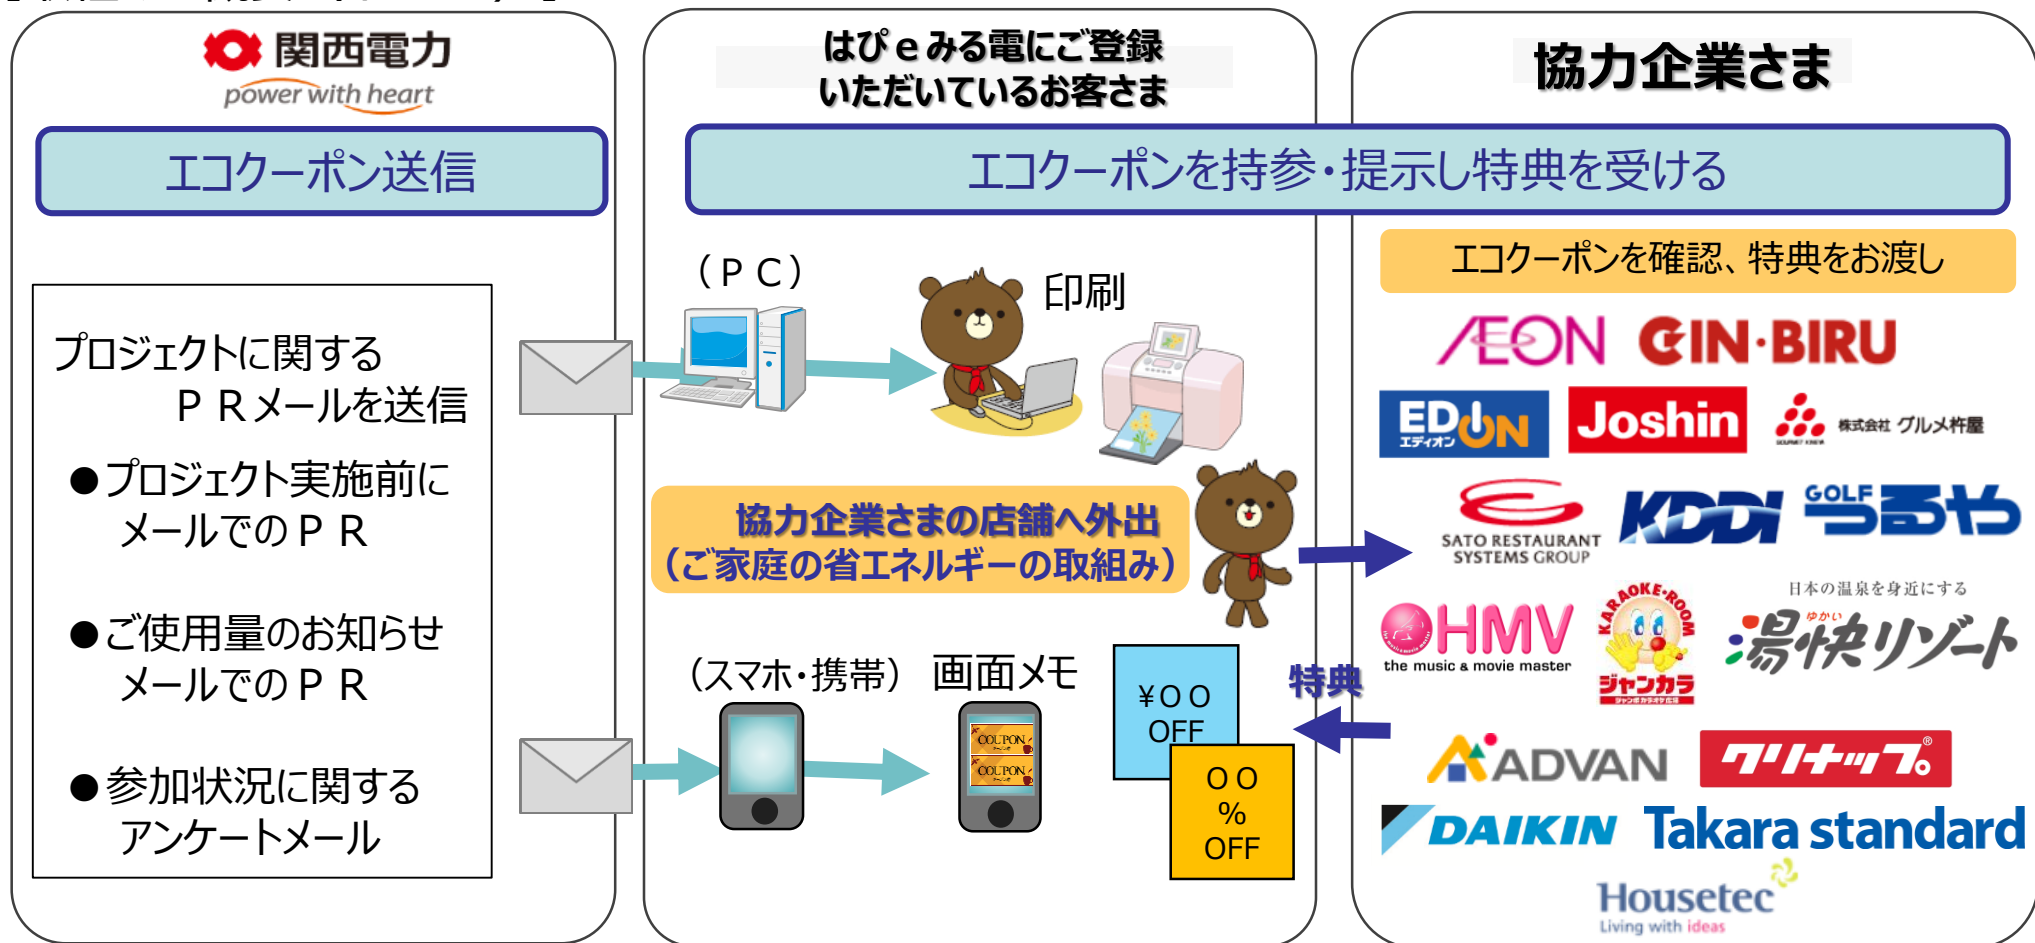 関西電力
power with heart
エコクーポン送信
プロジェクトに関する
ＰＲメールを送信
●プロジェクト実施前に
メールでのＰＲ
●ご使用量のお知らせ
メールでのＰＲ
●参加状況に関する
アンケートメール
はぴｅみる電にご登録
いただいているお客さま
エコクーポンを持参・提示し特典を受ける
（ＰＣ）
印刷
協力企業さまの店舗へ外出
（ご家庭の省エネルギーの取組み）
（スマホ・携帯）
画面メモ
COUPON
COUPON
¥○○
OFF
○○
%
OFF
特典
協力企業さま
エコクーポンを確認、特典をお渡し
ÆON
GIN·BIRU
EDION
エディオン
Joshin
GOURMET KINEYA
株式会社 グルメ杵屋
SATO RESTAURANT
SYSTEMS GROUP
KDDI
GOLF
つるや
HMV
the music & movie master
KARAOKE-ROOM
ジャンカラ
ジャンボカラオケ広場
日本の温泉を身近にする
ゆかい
湯快リゾート
ADVAN
クリナップ®
DAIKIN
Takara standard
Housetec
Living with ideas